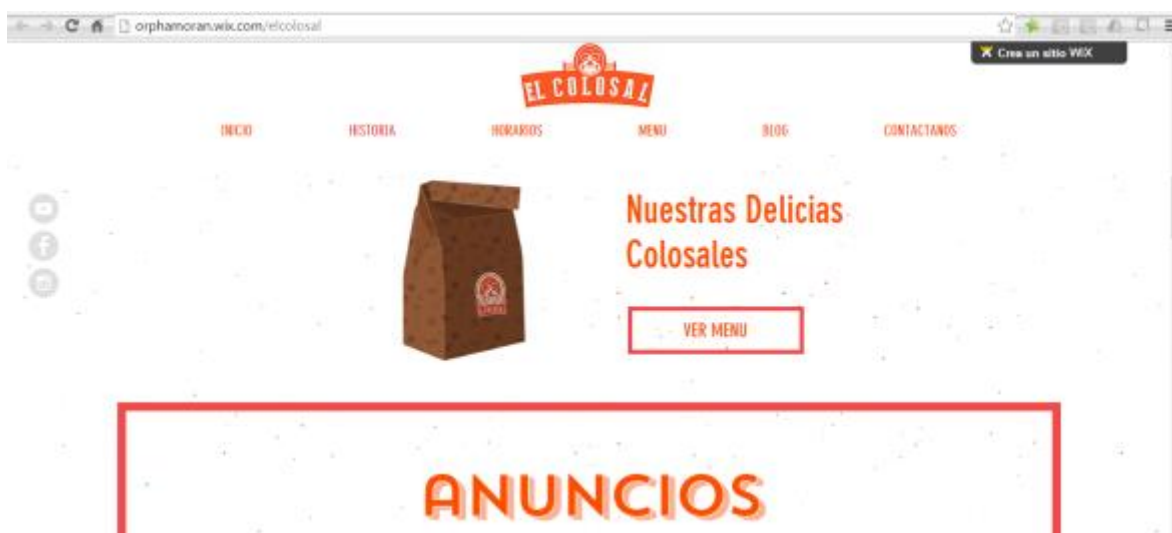 orphamoran.wix.com/elcolosal
Crea un sitio WIX
EL COLOSAL
INICIO HISTORIA HORARIOS MENU BLOG CONTACTANOS
Nuestras Delicias
Colosales
VER MENU
ANUNCIOS